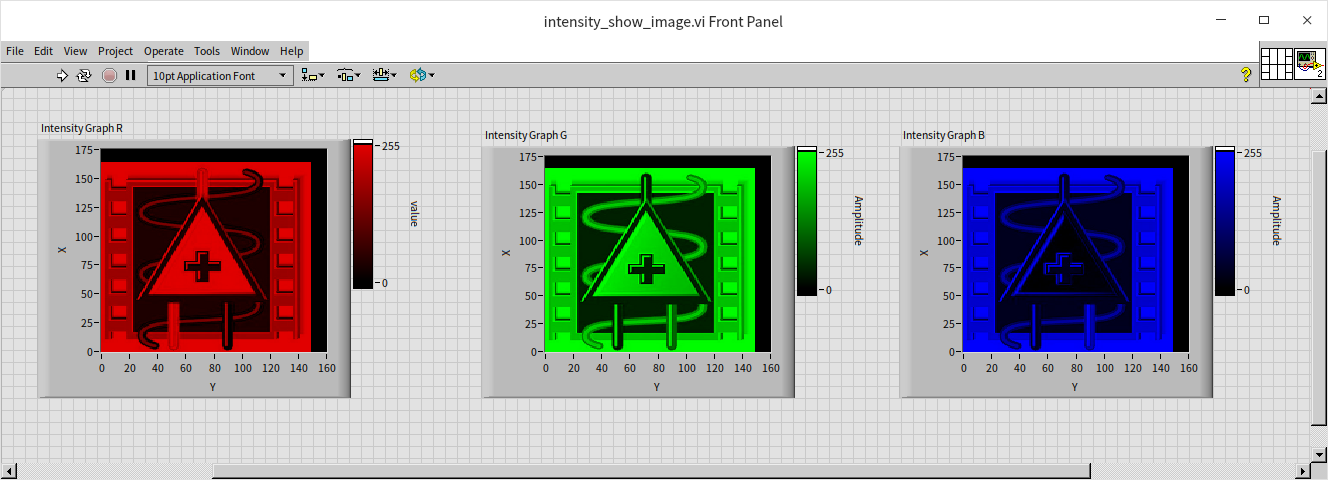 intensity_show_image.vi Front Panel
File Edit View Project Operate Tools Window Help
10pt Application Font
?
2
Intensity Graph R
175
150
125
100
75
50
25
0
X
0 20 40 60 80 100 120 140 160
Y
255
0
value
Intensity Graph G
175
150
125
100
75
50
25
0
X
0 20 40 60 80 100 120 140 160
Y
255
0
Amplitude
Intensity Graph B
175
150
125
100
75
50
25
0
X
0 20 40 60 80 100 120 140 160
Y
255
0
Amplitude